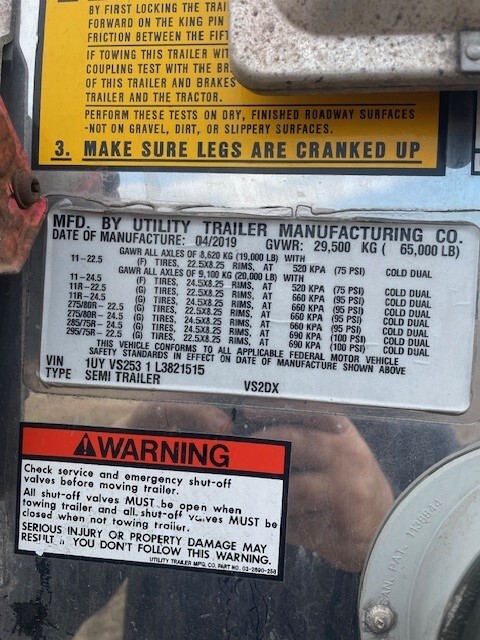 BY FIRST LOCKING THE TRAI
FORWARD ON THE KING PIN
FRICTION BETWEEN THE FIFT
IF TOWING THIS TRAILER WIT
COUPLING TEST WITH THE BR
OF THIS TRAILER AND BRAKES
TRAILER AND THE TRACTOR.
PERFORM THESE TESTS ON DRY, FINISHED ROADWAY SURFACES
-NOT ON GRAVEL, DIRT, OR SLIPPERY SURFACES.
3. MAKE SURE LEGS ARE CRANKED UP
MFD. BY UTILITY TRAILER MANUFACTURING CO.
DATE OF MANUFACTURE: 04/2019 GVWR: 29,500 KG ( 65,000 LB)
GAWR ALL AXLES OF 8,620 KG (19,000 LB) WITH
11-22.5 (F) TIRES, 22.5X8.25 RIMS, AT 520 KPA (75 PSI) COLD DUAL
GAWR ALL AXLES OF 9,100 KG (20,000 LB) WITH
11-24.5 (F) TIRES, 24.5X8.25 RIMS, AT 520 KPA (75 PSI) COLD DUAL
11R-22.5 (G) TIRES, 22.5X8.25 RIMS, AT 660 KPA (95 PSI) COLD DUAL
11R-24.5 (G) TIRES, 24.5X8.25 RIMS, AT 660 KPA (95 PSI) COLD DUAL
275/80R- 22.5 (G) TIRES, 22.5X8.25 RIMS, AT 660 KPA (95 PSI) COLD DUAL
275/80R- 24.5 (G) TIRES, 24.5X8.25 RIMS, AT 660 KPA (95 PSI) COLD DUAL
285/75R- 24.5 (G) TIRES, 24.5X8.25 RIMS, AT 690 KPA (100 PSI) COLD DUAL
295/75R- 22.5 (G) TIRES, 22.5X8.25 RIMS, AT 690 KPA (100 PSI) COLD DUAL
THIS VEHICLE CONFORMS TO ALL APPLICABLE FEDERAL MOTOR VEHICLE
SAFETY STANDARDS IN EFFECT ON DATE OF MANUFACTURE SHOWN ABOVE
VIN 1UY VS253 1 L3821515
TYPE SEMI TRAILER VS2DX
WARNING
Check service and emergency shut-off
valves before moving trailer.
All shut-off valves MUST be open when
towing trailer and all shut-off valves MUST be
closed when not towing trailer.
SERIOUS INJURY OR PROPERTY DAMAGE MAY
RESULT IF YOU DON'T FOLLOW THIS WARNING.
UTILITY TRAILER MFG. CO. PART NO. 03-2890-258
CAN. PAT. 1136644